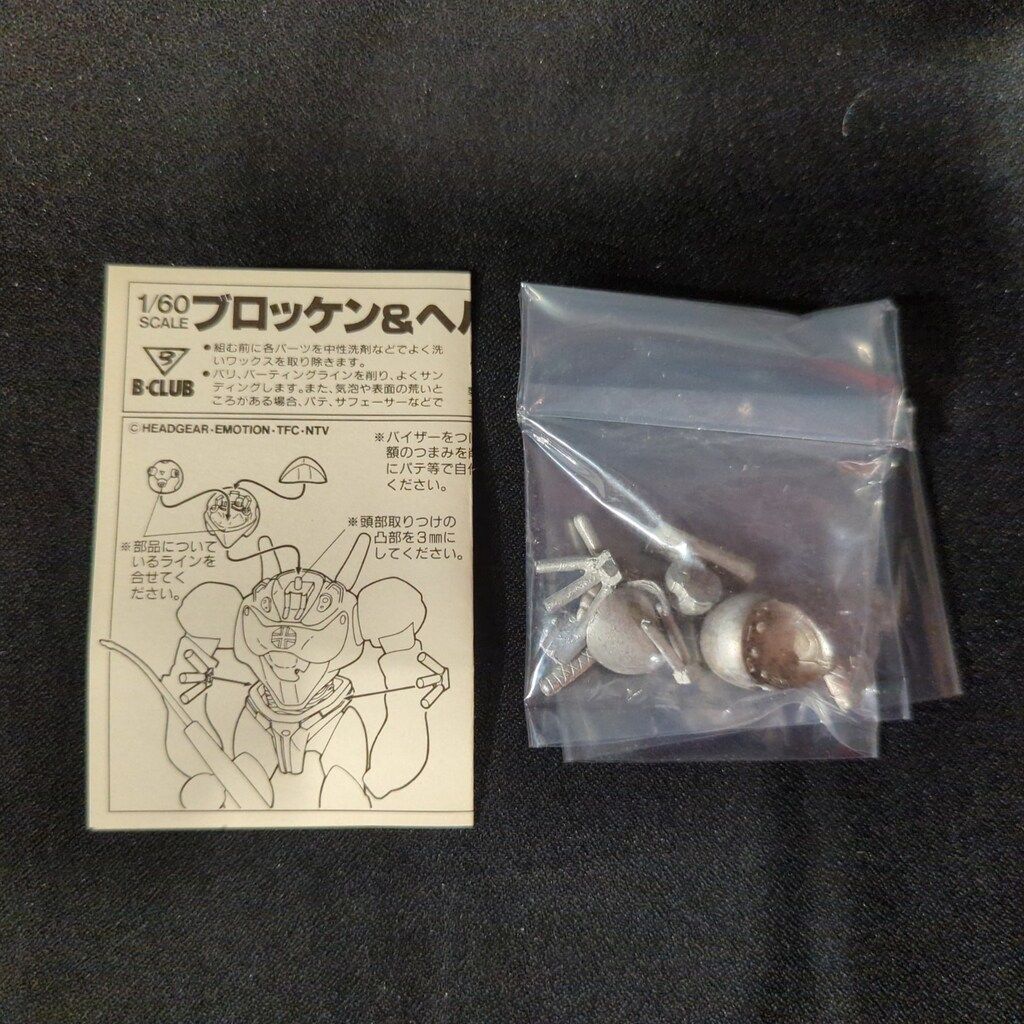 1/60
SCALE
ブロッケン&ヘル
B-CLUB
●組む前に各パーツを中性洗剤などでよく洗
いワックスを取り除きます。
●バリ、パーティングラインを削り、よくサン
ディングします。また、気泡や表面の荒いと
ころがある場合、パテ、サフェーサーなどで
©HEADGEAR・EMOTION・TFC・NTV
※バイザーをつ
額のつまみを
にパテ等で自
ください。
※頭部取りつけの
凸部を3㎜に
してください。
※部品について
いるラインを
合せてく
ださい。